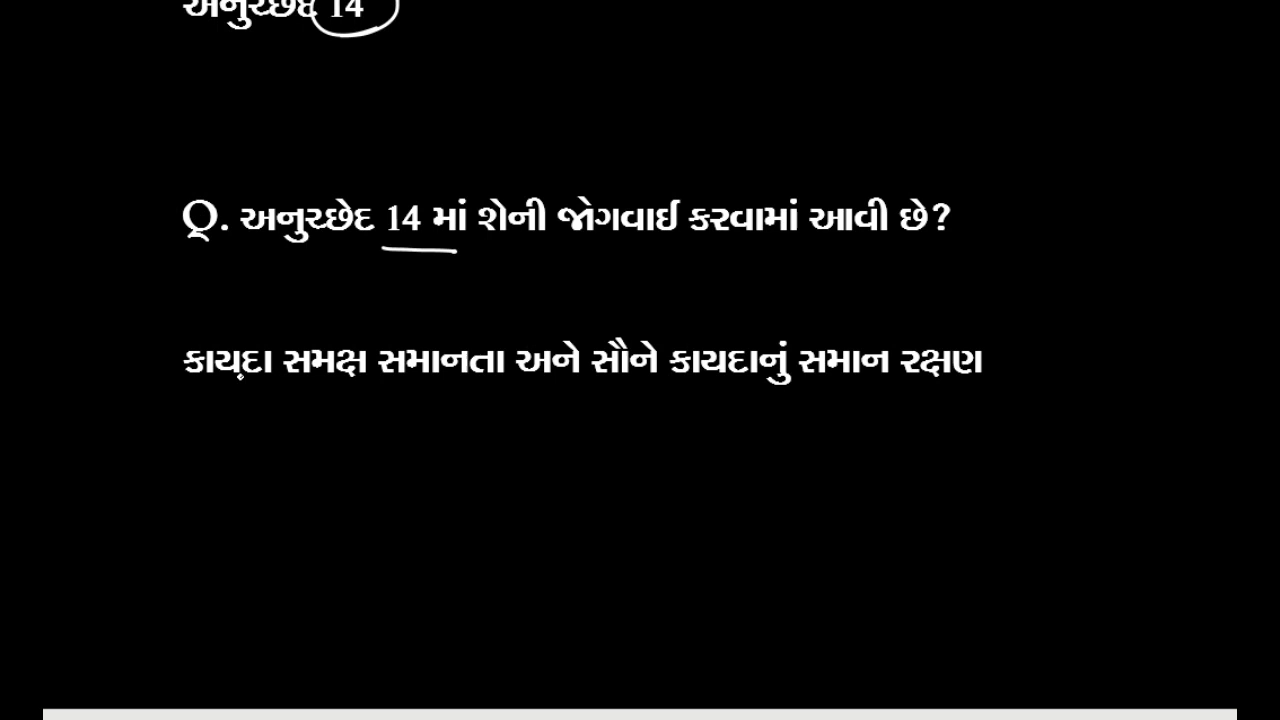 અનુચ્છેદ 14
Q. અનુચ્છેદ 14 માં શેની જોગવાઈ કરવામાં આવી છે?
કાયદા સમક્ષ સમાનતા અને સૌને કાયદાનું સમાન રક્ષણ